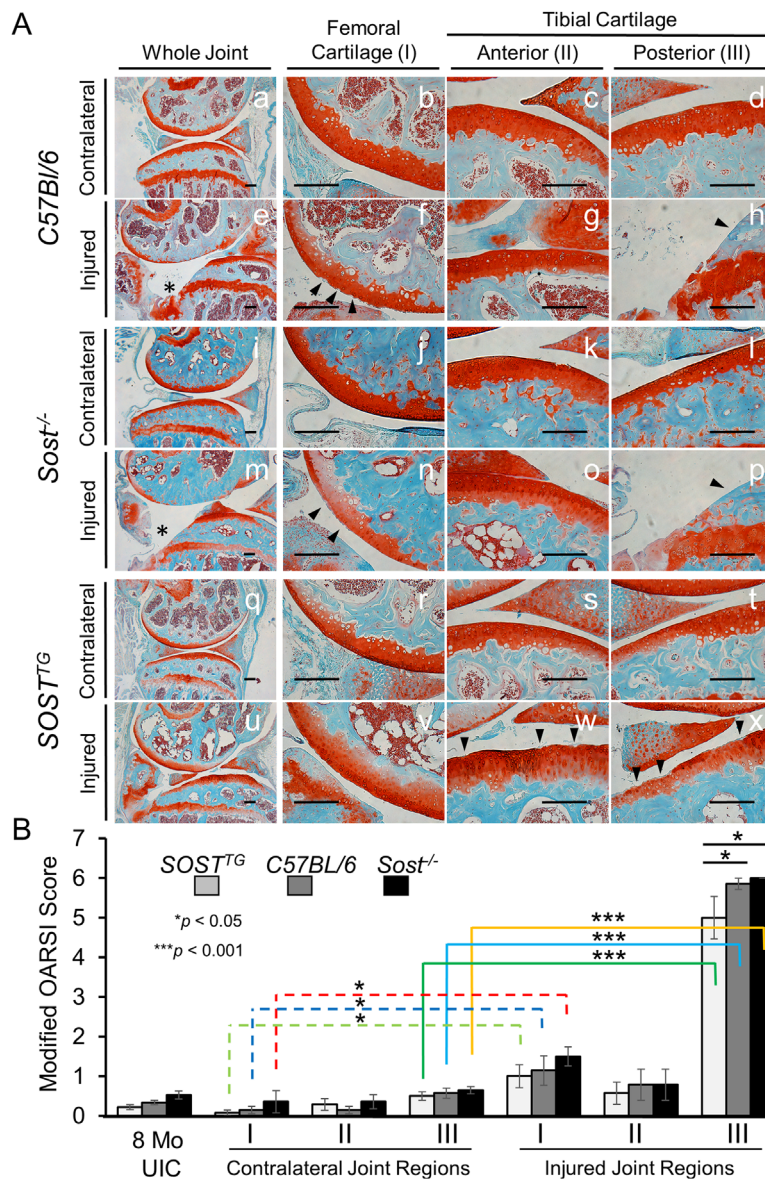 A
Whole Joint
Femoral
Cartilage (I)
Tibial Cartilage
Anterior (II)
Posterior (III)
C57Bl/6
Contralateral
a
b
c
d
Injured
e
f
g
h
*
Sost-/-
Contralateral
i
j
k
l
Injured
m
n
o
p
*
SOSTTG
Contralateral
q
r
s
t
Injured
u
v
w
x
B
Modified OARSI Score
7
6
5
4
3
2
1
0
SOSTTG C57BL/6 Sost-/-
*p < 0.05
***p < 0.001
*
*
***
***
***
*
*
*
8 Mo
UIC
I II III I II III
Contralateral Joint Regions Injured Joint Regions